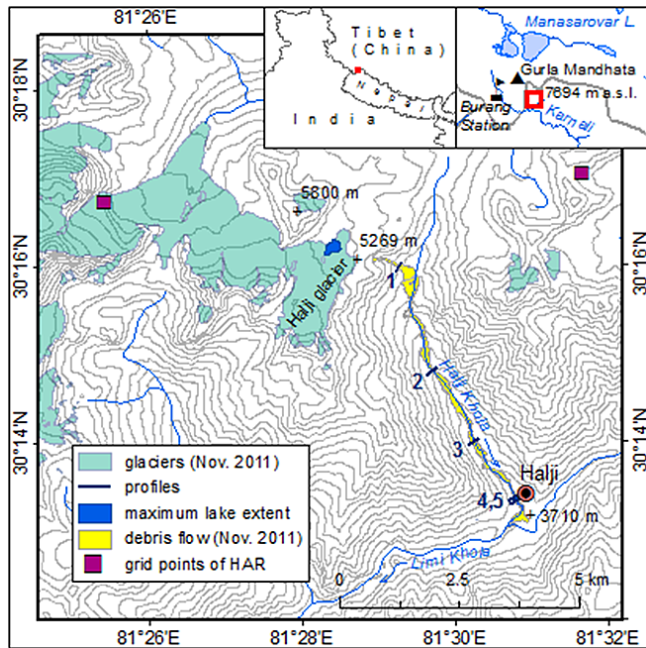 81°26'E
81°28'E
81°30'E
81°32'E
30°18'N
30°16'N
30°14'N
30°16'N
30°14'N
Tibet
(China)
Nepal
India
Manasarovar L.
Gurla Mandhata
7694 m a.s.l.
Burang
Station
Karnali
5800 m
5269 m
Halji glacier
1
2
Halji Khola
3
Halji
4,5
3710 m
Limi Khola
glaciers (Nov. 2011)
profiles
maximum lake extent
debris flow (Nov. 2011)
grid points of HAR
0
2.5
5 km
81°26'E
81°28'E
81°30'E
81°32'E